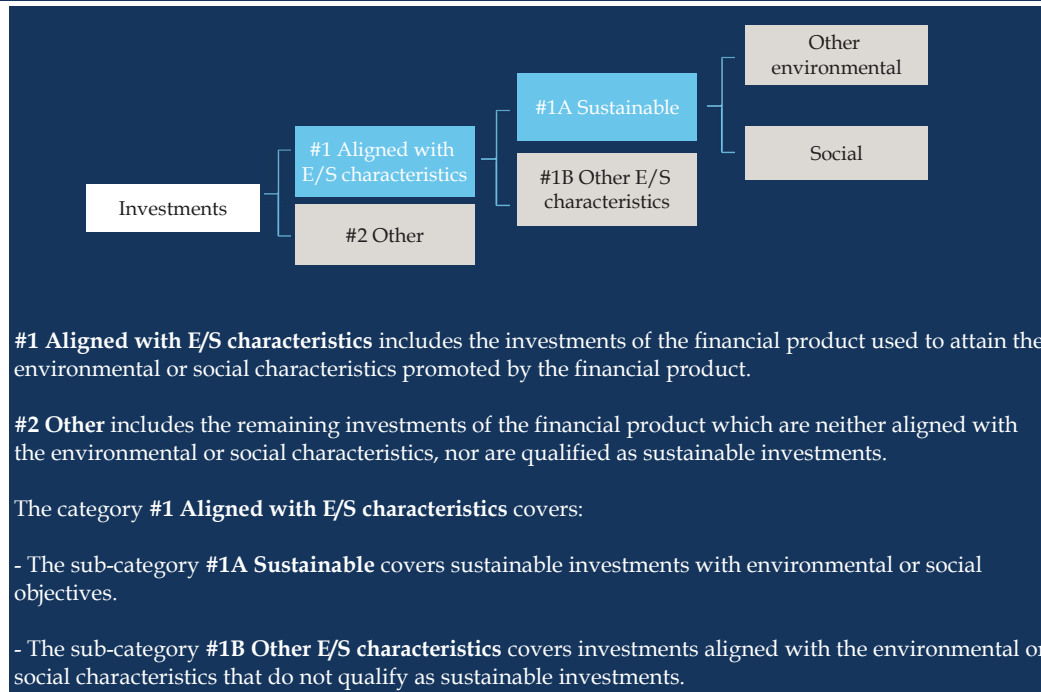 Other
environmental
#1A Sustainable
#1 Aligned with
E/S characteristics
Social
#1B Other E/S
characteristics
Investments
#2 Other
#1 Aligned with E/S characteristics includes the investments of the financial product used to attain the
environmental or social characteristics promoted by the financial product.
#2 Other includes the remaining investments of the financial product which are neither aligned with
the environmental or social characteristics, nor are qualified as sustainable investments.
The category #1 Aligned with E/S characteristics covers:
- The sub-category #1A Sustainable covers sustainable investments with environmental or social
objectives.
- The sub-category #1B Other E/S characteristics covers investments aligned with the environmental or
social characteristics that do not qualify as sustainable investments.